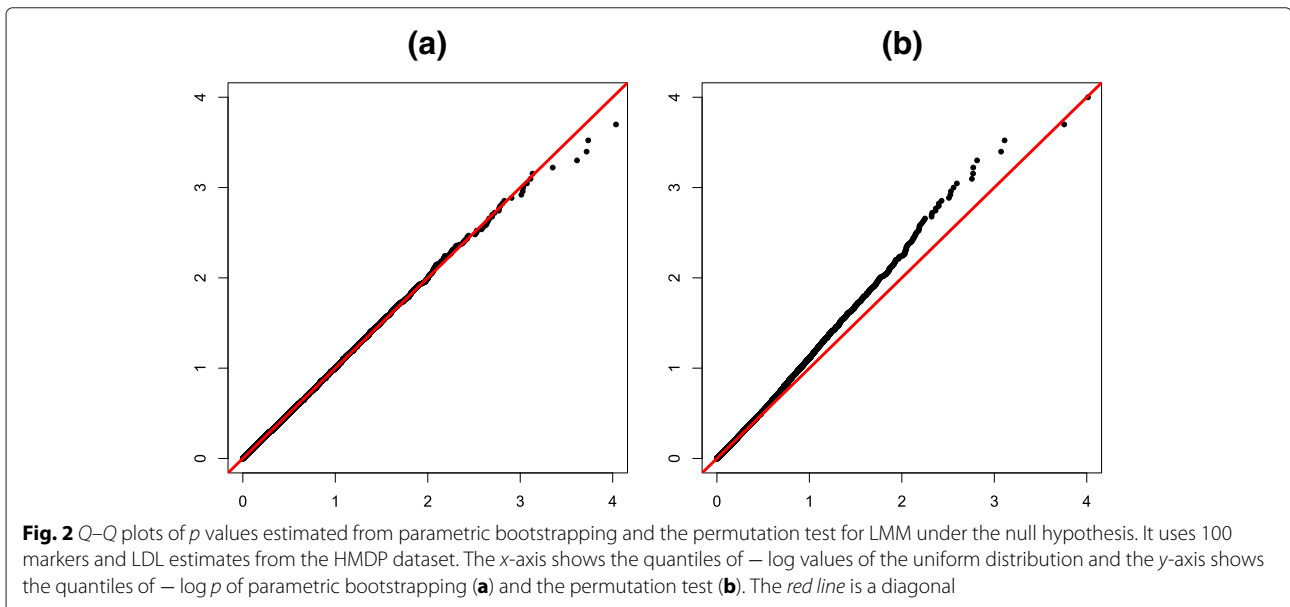 (a) (b)
4 4
3 3
2 2
1 1
0 0
0 1 2 3 4 0 1 2 3 4
Fig. 2 Q–Q plots of p values estimated from parametric bootstrapping and the permutation test for LMM under the null hypothesis. It uses 100
markers and LDL estimates from the HMDP dataset. The x-axis shows the quantiles of − log values of the uniform distribution and the y-axis shows
the quantiles of − log p of parametric bootstrapping (a) and the permutation test (b). The red line is a diagonal